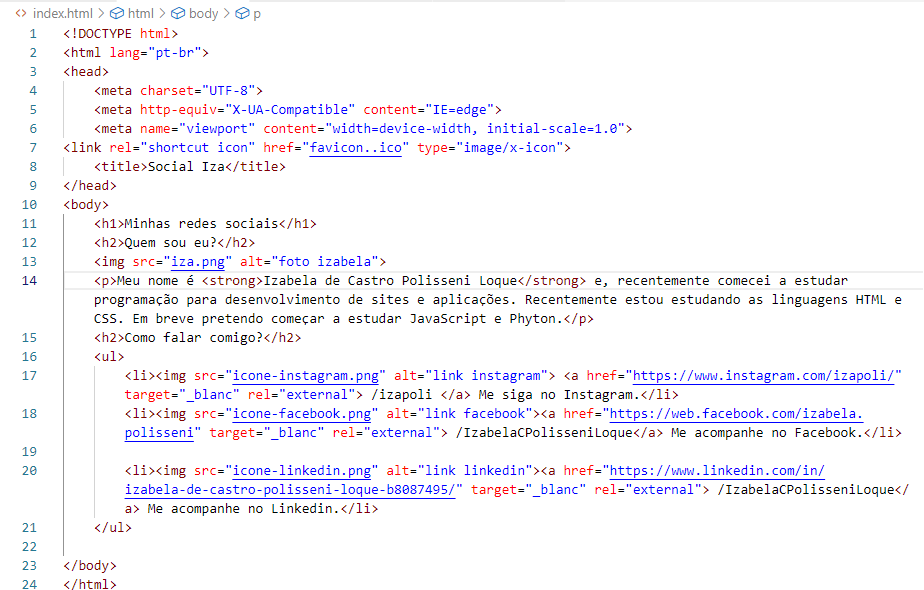 index.html > html > body > p
1 <!DOCTYPE html>
2 <html lang="pt-br">
3 <head>
4 <meta charset="UTF-8">
5 <meta http-equiv="X-UA-Compatible" content="IE=edge">
6 <meta name="viewport" content="width=device-width, initial-scale=1.0">
7 <link rel="shortcut icon" href="favicon..ico" type="image/x-icon">
8 <title>Social Iza</title>
9 </head>
10 <body>
11 <h1>Minhas redes sociais</h1>
12 <h2>Quem sou eu?</h2>
13 <img src="iza.png" alt="foto izabela">
14 <p>Meu nome é <strong>Izabela de Castro Polisseni Loque</strong> e, recentemente comecei a estudar
programação para desenvolvimento de sites e aplicações. Recentemente estou estudando as linguagens HTML e
CSS. Em breve pretendo começar a estudar JavaScript e Phyton.</p>
15 <h2>Como falar comigo?</h2>
16 <ul>
17 <li><img src="icone-instagram.png" alt="link instagram"> <a href="https://www.instagram.com/izapoli/"
target="_blank" rel="external"> /izapoli </a> Me siga no Instagram.</li>
18 <li><img src="icone-facebook.png" alt="link facebook"><a href="https://web.facebook.com/izabela.
polisseni" target="_blank" rel="external"> /IzabelaCPolisseniLoque</a> Me acompanhe no Facebook.</li>
19
20 <li><img src="icone-linkedin.png" alt="link linkedin"><a href="https://www.linkedin.com/in/
izabela-de-castro-polisseni-loque-b8087495/" target="_blank" rel="external"> /IzabelaCPolisseniLoque</
a> Me acompanhe no Linkedin.</li>
21 </ul>
22
23 </body>
24 </html>